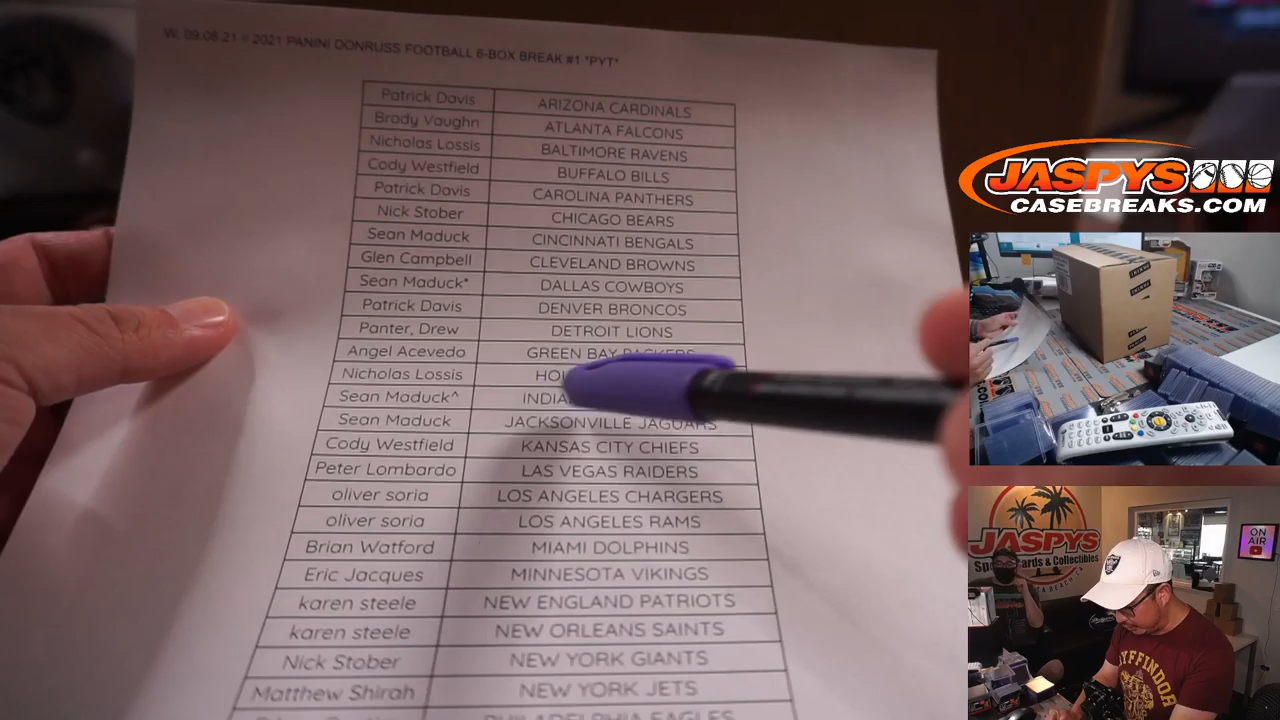 W, 09.08.21 // 2021 PANINI DONRUSS FOOTBALL 6-BOX BREAK #1 *PYT*
Patrick Davis ARIZONA CARDINALS
Brody Vaughn ATLANTA FALCONS
Nicholas Lossis BALTIMORE RAVENS
Cody Westfield BUFFALO BILLS
Patrick Davis CAROLINA PANTHERS
Nick Stober CHICAGO BEARS
Sean Maduck CINCINNATI BENGALS
Glen Campbell CLEVELAND BROWNS
Sean Maduck* DALLAS COWBOYS
Patrick Davis DENVER BRONCOS
Panter, Drew DETROIT LIONS
Angel Acevedo GREEN BAY PACKERS
Nicholas Lossis
Sean Maduck^
Sean Maduck JACKSONVILLE JAGUARS
Cody Westfield KANSAS CITY CHIEFS
Peter Lombardo LAS VEGAS RAIDERS
oliver soria LOS ANGELES CHARGERS
oliver soria LOS ANGELES RAMS
Brian Watford MIAMI DOLPHINS
Eric Jacques MINNESOTA VIKINGS
karen steele NEW ENGLAND PATRIOTS
karen steele NEW ORLEANS SAINTS
Nick Stober NEW YORK GIANTS
Matthew Shirah NEW YORK JETS
PHILADELPHIA EAGLES
JASPYS
CASEBREAKS.COM
PANINI
JASPYS
Cards & Collectibles
ON
AIR